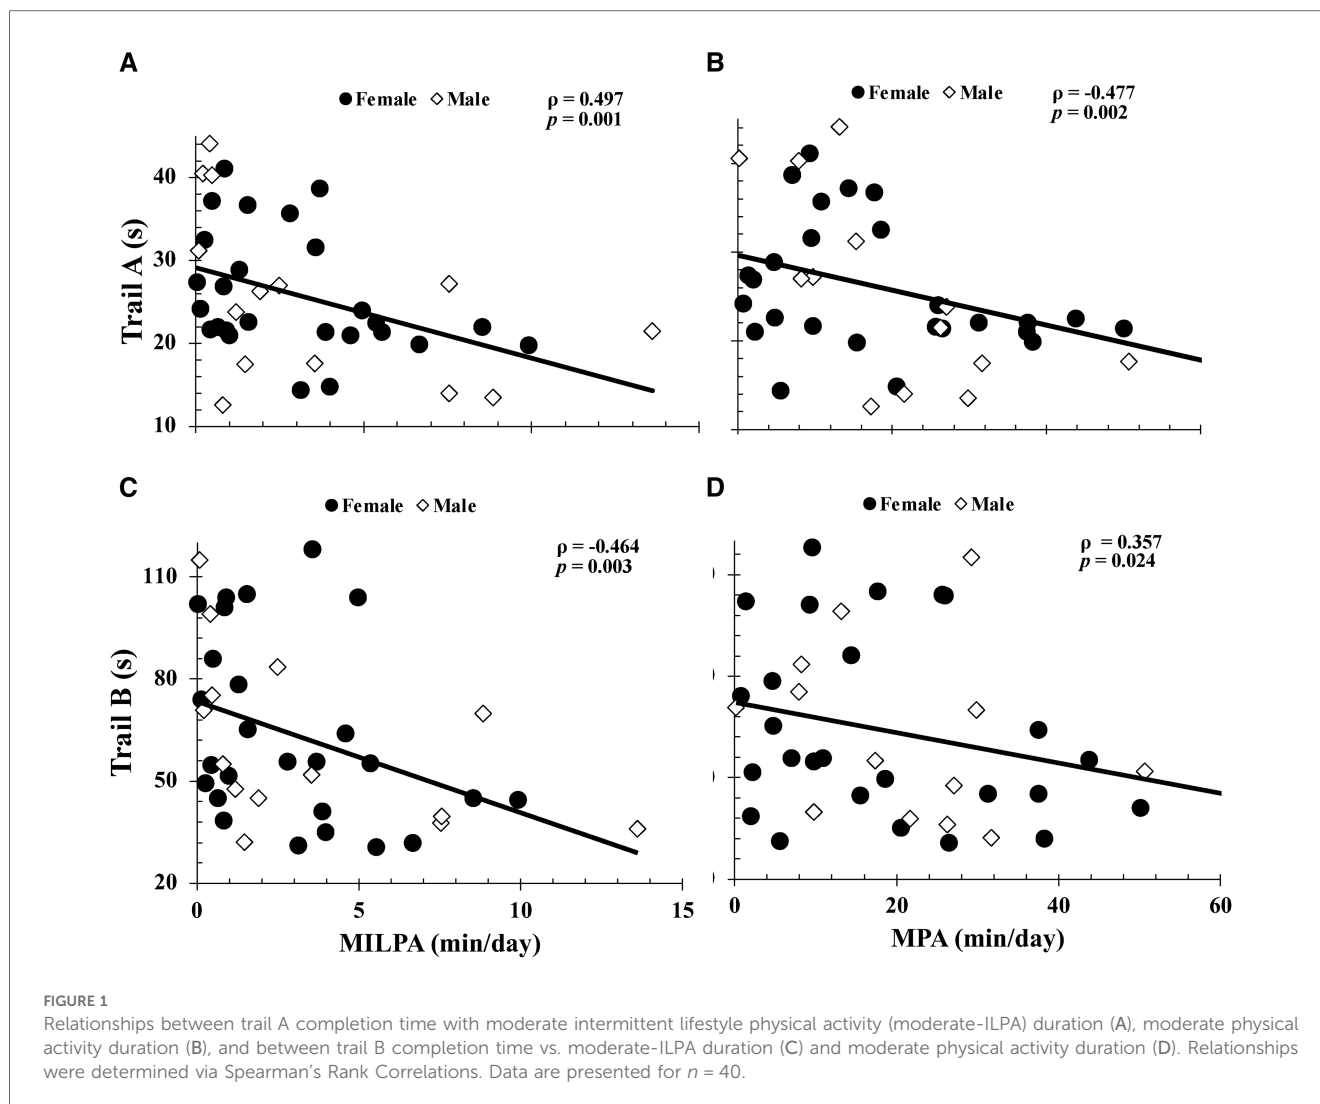 A
B
● Female ◇ Male
ρ = 0.497
p = 0.001
● Female ◇ Male
ρ = -0.477
p = 0.002
Trail A (s)
40
30
20
10
C
D
● Female ◇ Male
ρ = -0.464
p = 0.003
● Female ◇ Male
ρ = 0.357
p = 0.024
Trail B (s)
110
80
50
20
0 5 10 15
MILPA (min/day)
0 20 40 60
MPA (min/day)
FIGURE 1
Relationships between trail A completion time with moderate intermittent lifestyle physical activity (moderate-ILPA) duration (A), moderate physical
activity duration (B), and between trail B completion time vs. moderate-ILPA duration (C) and moderate physical activity duration (D). Relationships
were determined via Spearman's Rank Correlations. Data are presented for n = 40.